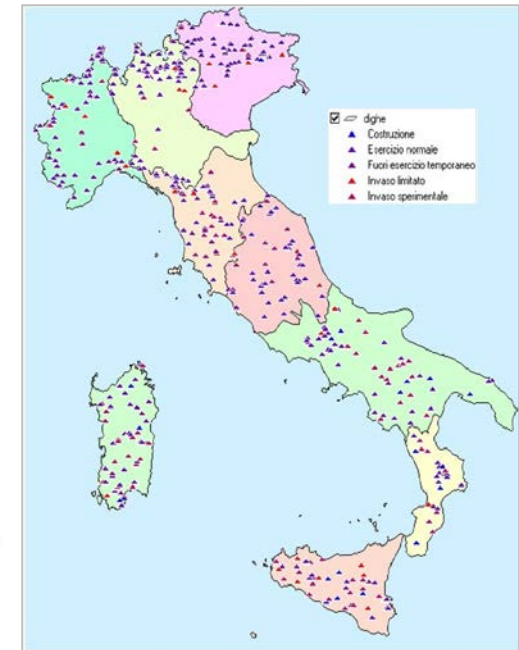 dighe
Costruzione
Esercizio normale
Fuori esercizio temporaneo
Invaso limitato
Invaso sperimentale